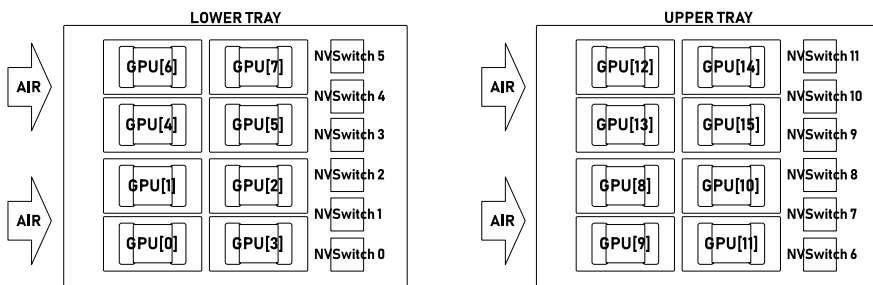 LOWER TRAY
AIR
AIR
GPU[6]
GPU[7]
GPU[4]
GPU[5]
GPU[1]
GPU[2]
GPU[0]
GPU[3]
NVSwitch 5
NVSwitch 4
NVSwitch 3
NVSwitch 2
NVSwitch 1
NVSwitch 0
UPPER TRAY
AIR
AIR
GPU[12]
GPU[14]
GPU[13]
GPU[15]
GPU[8]
GPU[10]
GPU[9]
GPU[11]
NVSwitch 11
NVSwitch 10
NVSwitch 9
NVSwitch 8
NVSwitch 7
NVSwitch 6